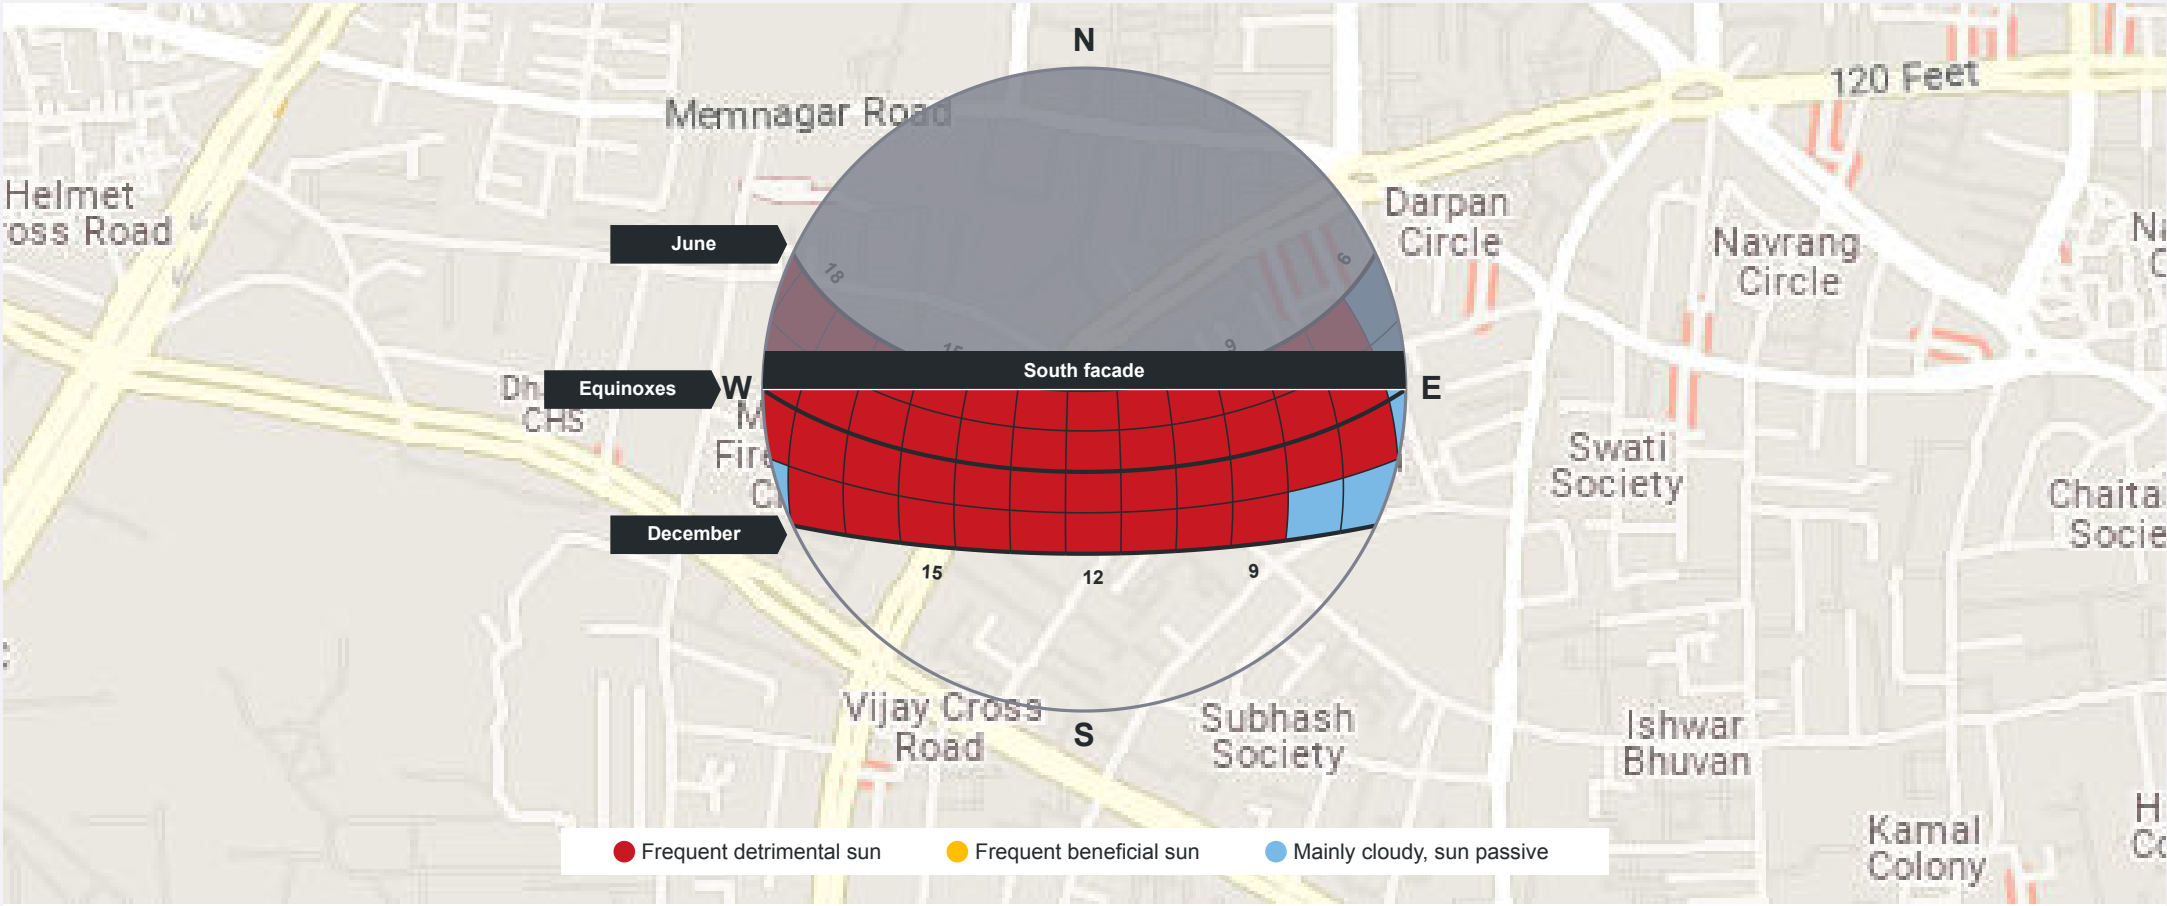 N
120 Feet
Memnagar Road
Helmet
oss Road
Darpan
Circle
Navrang
Circle
June
18
6
15
9
South facade
Equinoxes
W
E
CHS
Swati
Society
Chaita
Socie
December
15
12
9
Vijay Cross
Road
S
Subhash
Society
Ishwar
Bhuvan
Kamal
Colony
Frequent detrimental sun
Frequent beneficial sun
Mainly cloudy, sun passive